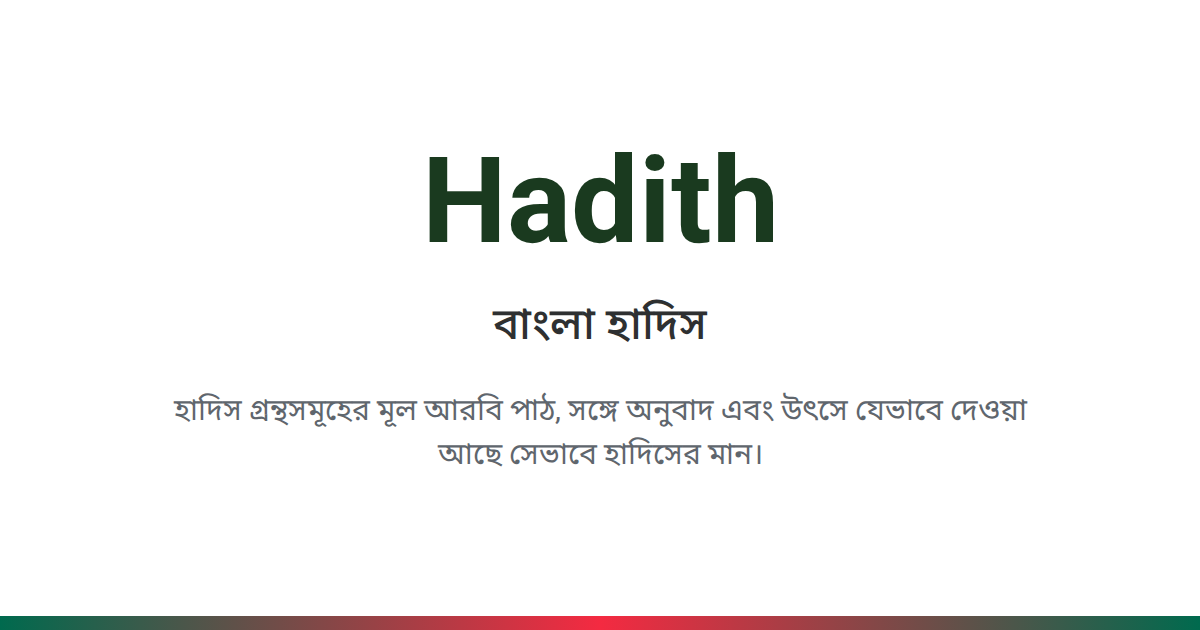 Hadith
বাংলা হাদিস
হাদিস গ্রন্থসমূহের মূল আরবি পাঠ, সঙ্গে অনুবাদ এবং উৎসে যেভাবে দেওয়া
আছে সেভাবে হাদিসের মান।